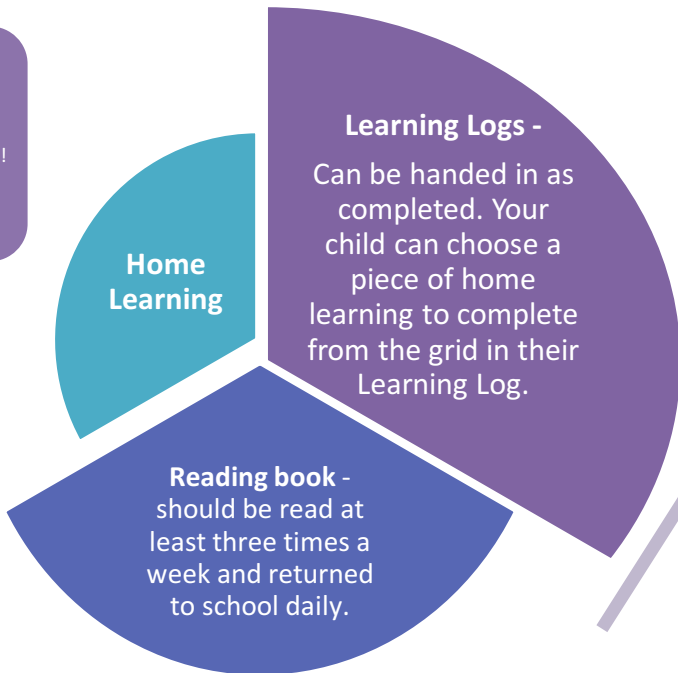 !
Home
Learning
Learning Logs -
Can be handed in as
completed. Your
child can choose a
piece of home
learning to complete
from the grid in their
Learning Log.
Reading book -
should be read at
least three times a
week and returned
to school daily.